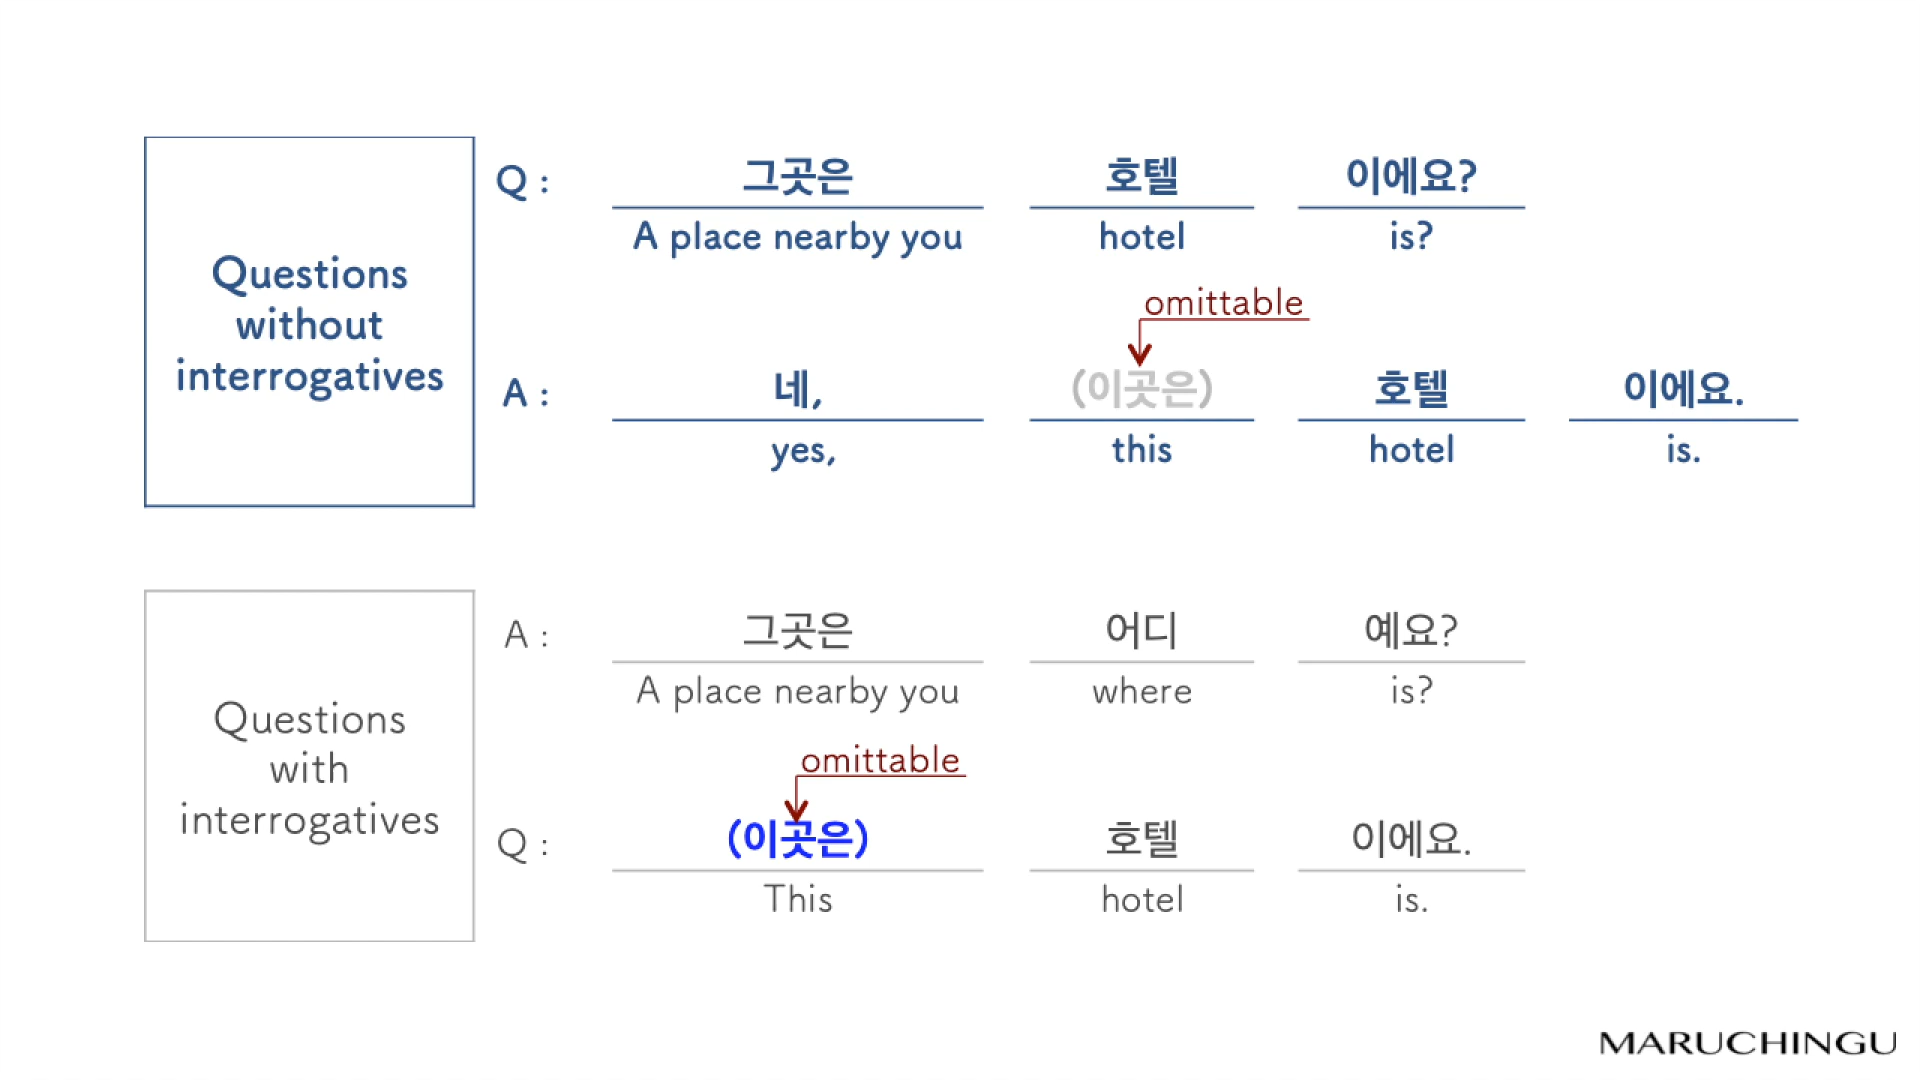 Questions
without
interrogatives
Q : 그곳은 호텔 이에요?
A place nearby you hotel is?
omittable
A : 네, (이곳은) 호텔 이에요.
yes, this hotel is.
Questions
with
interrogatives
A : 그곳은 어디 예요?
A place nearby you where is?
omittable
Q : (이곳은) 호텔 이에요.
This hotel is.
MARUCHINGU